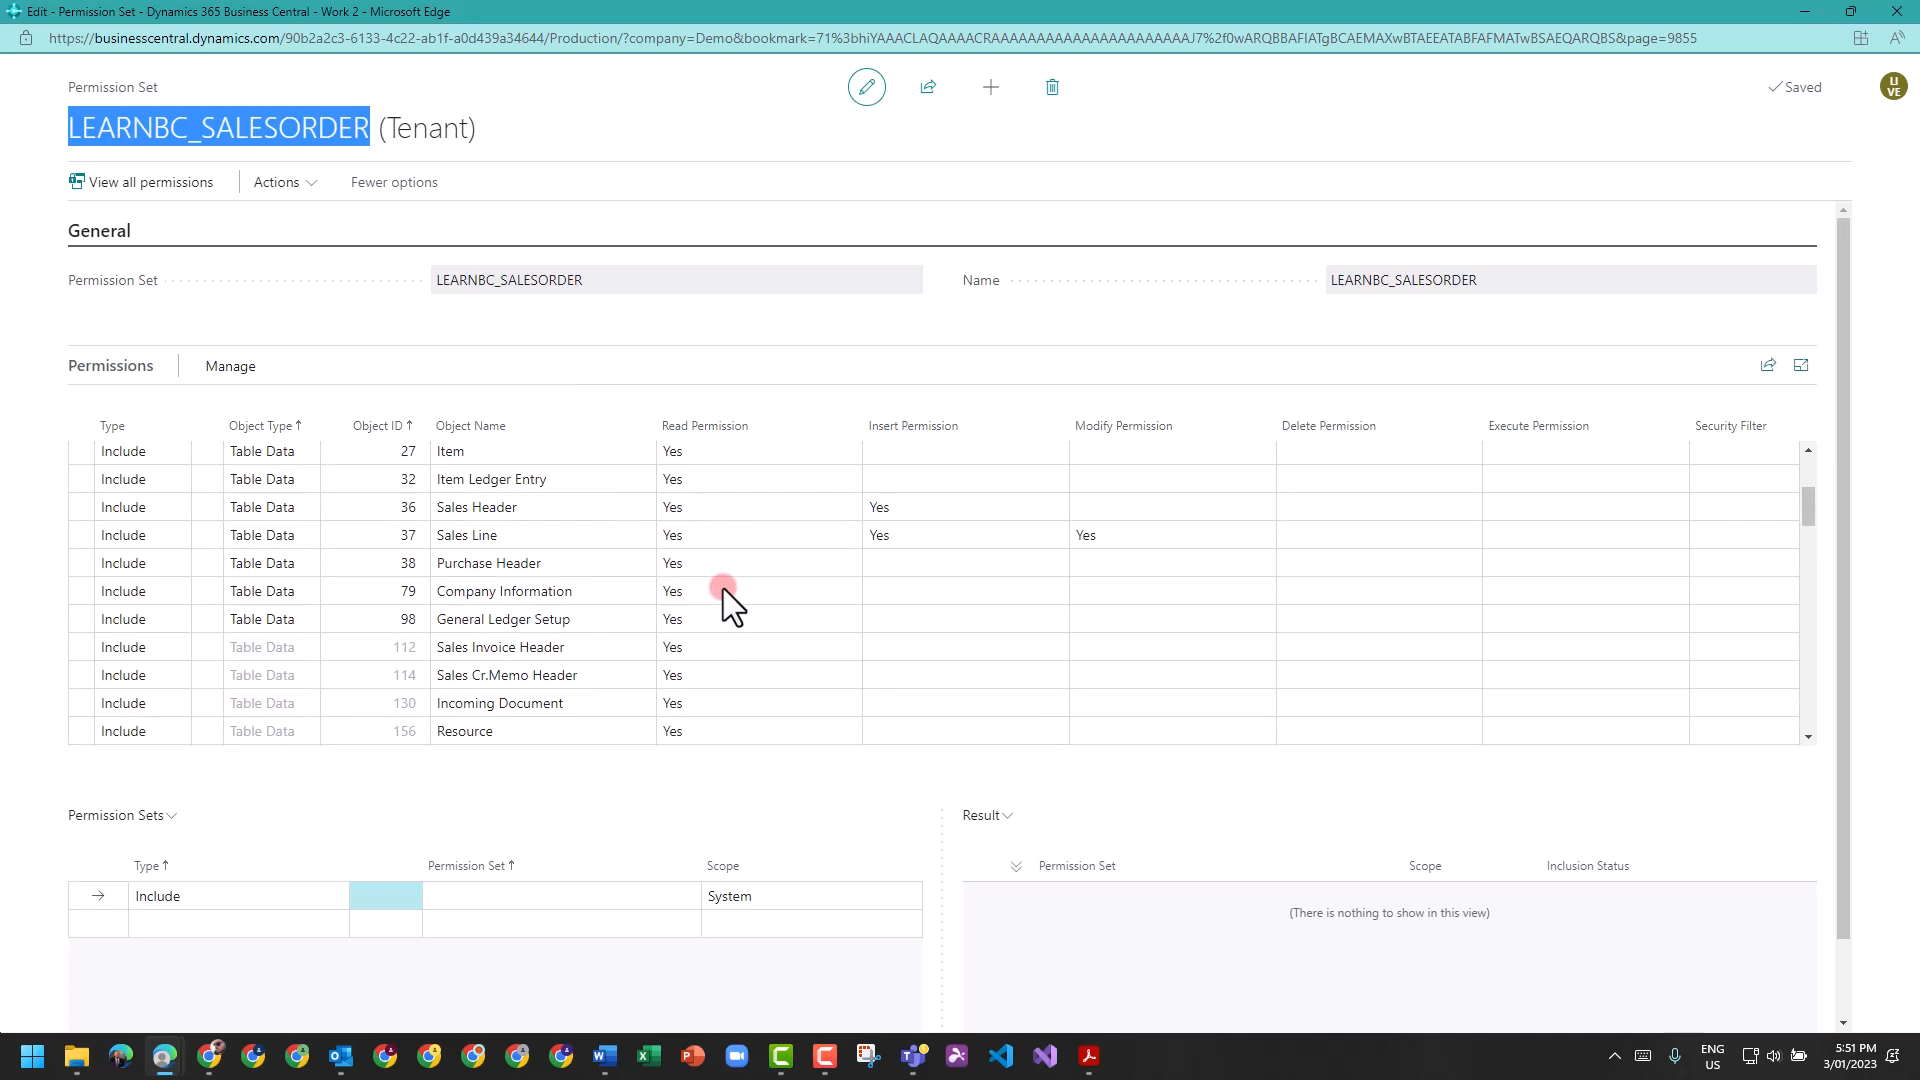 Edit - Permission Set - Dynamics 365 Business Central - Work 2 - Microsoft Edge
https://businesscentral.dynamics.com/90b2a2c3-6133-4c22-ab1f-a0d439a34644/Production/?company=Demo&bookmark=71%3bhiYAAACLAQAAAACRAAAAAAAAAAAAAAAAAAAAAAAJ7%2f0wARQBBAFIATgBCAEMAXwBTAEEATABFAFMATwBSAEQARQBS&page=9855
Permission Set
Saved
LI VE
LEARNBC_SALESORDER (Tenant)
View all permissions Actions Fewer options
General
Permission Set LEARNBC_SALESORDER Name LEARNBC_SALESORDER
Permissions Manage
Type Object Type↑ Object ID↑ Object Name Read Permission Insert Permission Modify Permission Delete Permission Execute Permission Security Filter
Include Table Data 27 Item Yes
Include Table Data 32 Item Ledger Entry Yes
Include Table Data 36 Sales Header Yes Yes
Include Table Data 37 Sales Line Yes Yes Yes
Include Table Data 38 Purchase Header Yes
Include Table Data 79 Company Information Yes
Include Table Data 98 General Ledger Setup Yes
Include Table Data 112 Sales Invoice Header Yes
Include Table Data 114 Sales Cr.Memo Header Yes
Include Table Data 130 Incoming Document Yes
Include Table Data 156 Resource Yes
Permission Sets Result
Type↑ Permission Set↑ Scope Permission Set Scope Inclusion Status
Include System
(There is nothing to show in this view)
ENG US
5:51 PM
3/01/2023